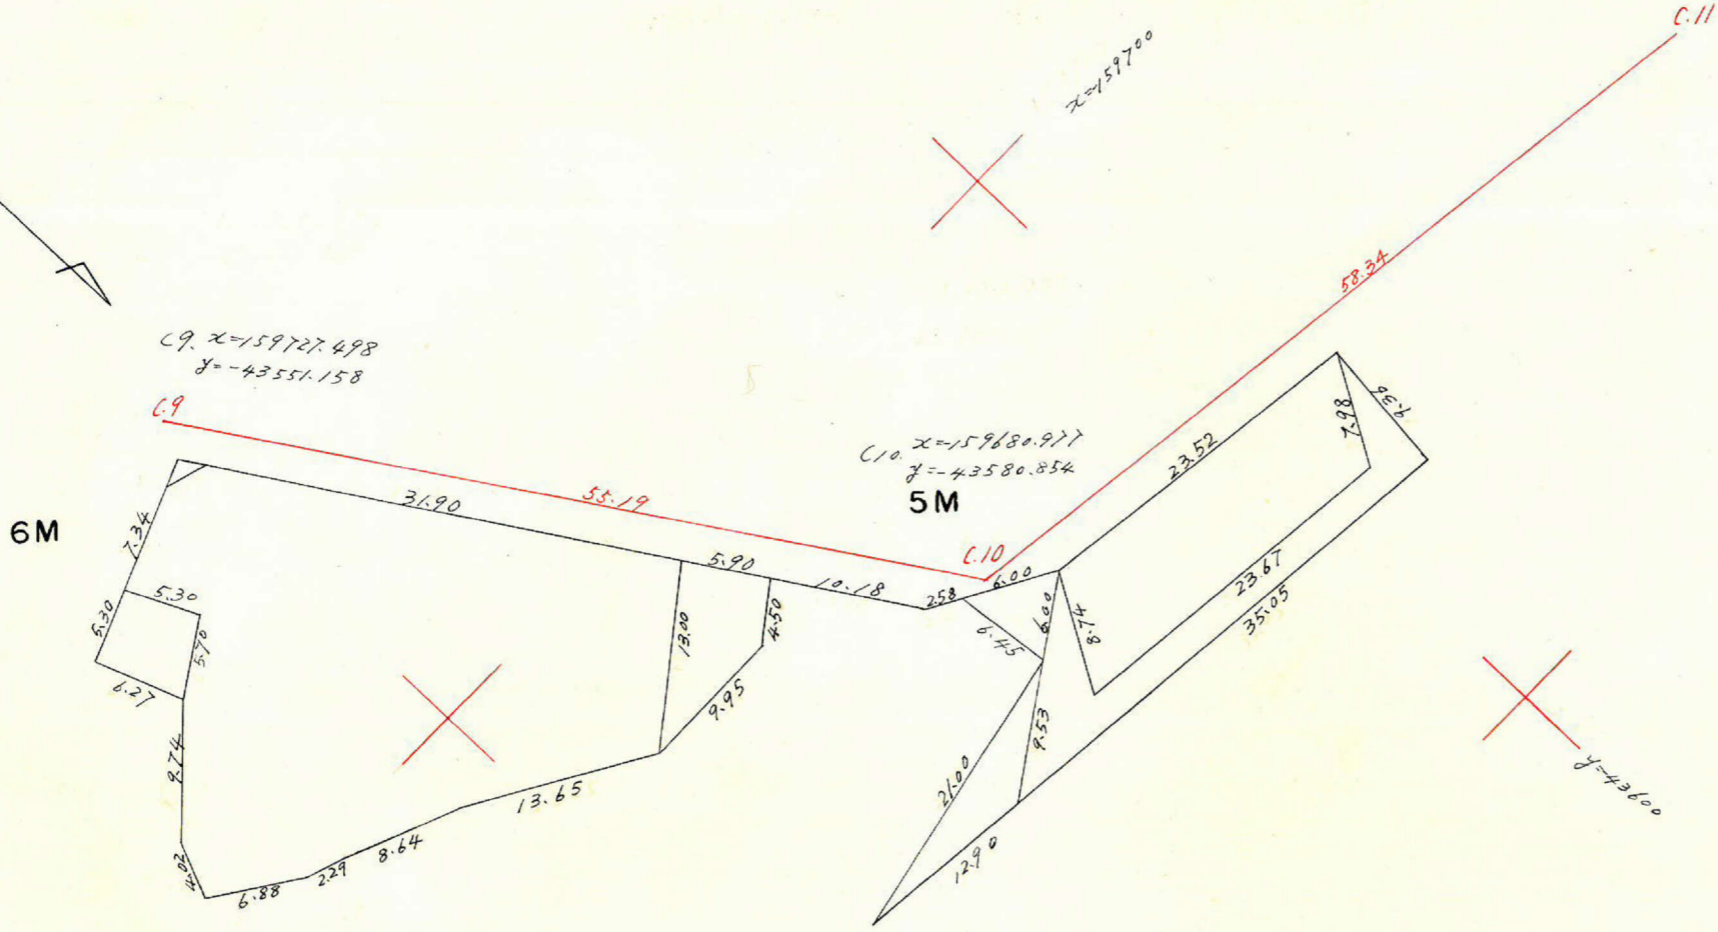 C.11
x=159700
58.34
C9. x=159727.498
y=-43551.158
C.9
C10. x=159680.977
y=-43580.854
5M
6M
31.90
55.19
5.90
10.18
2.58
C.10
6.00
23.52
7.98
9.36
7.34
5.30
5.30
5.70
6.27
13.00
4.50
9.95
6.45
6.00
8.74
23.67
35.05
9.53
21.00
12.90
9.74
4.02
6.88
2.29
8.64
13.65
y=-43600